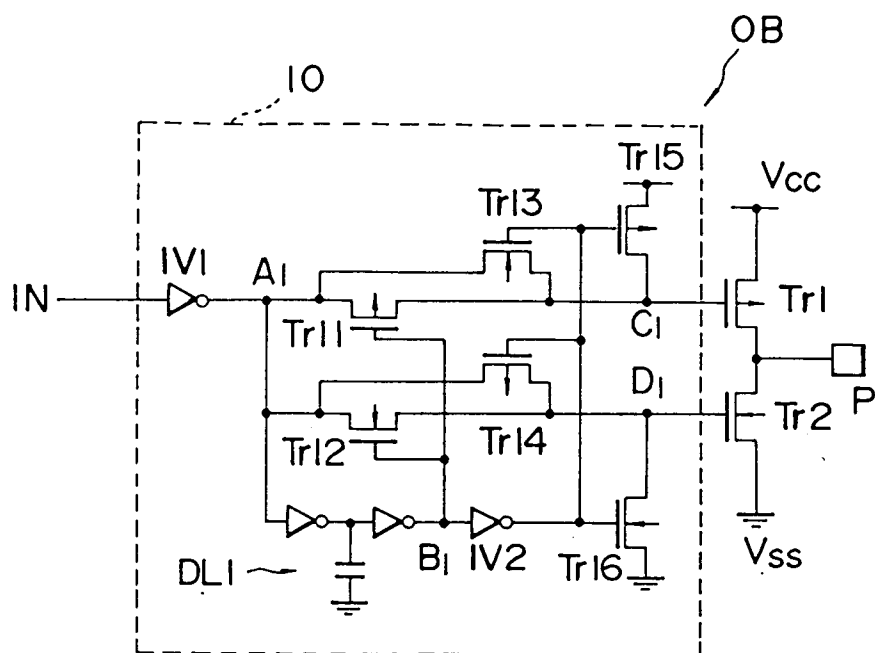 OB
10
Tr15
VCC
Tr13
IN
IV1
A1
Tr11
C1
Tr1
D1
P
Tr12
Tr14
Tr2
DL1
B1
IV2
Tr16
VSS